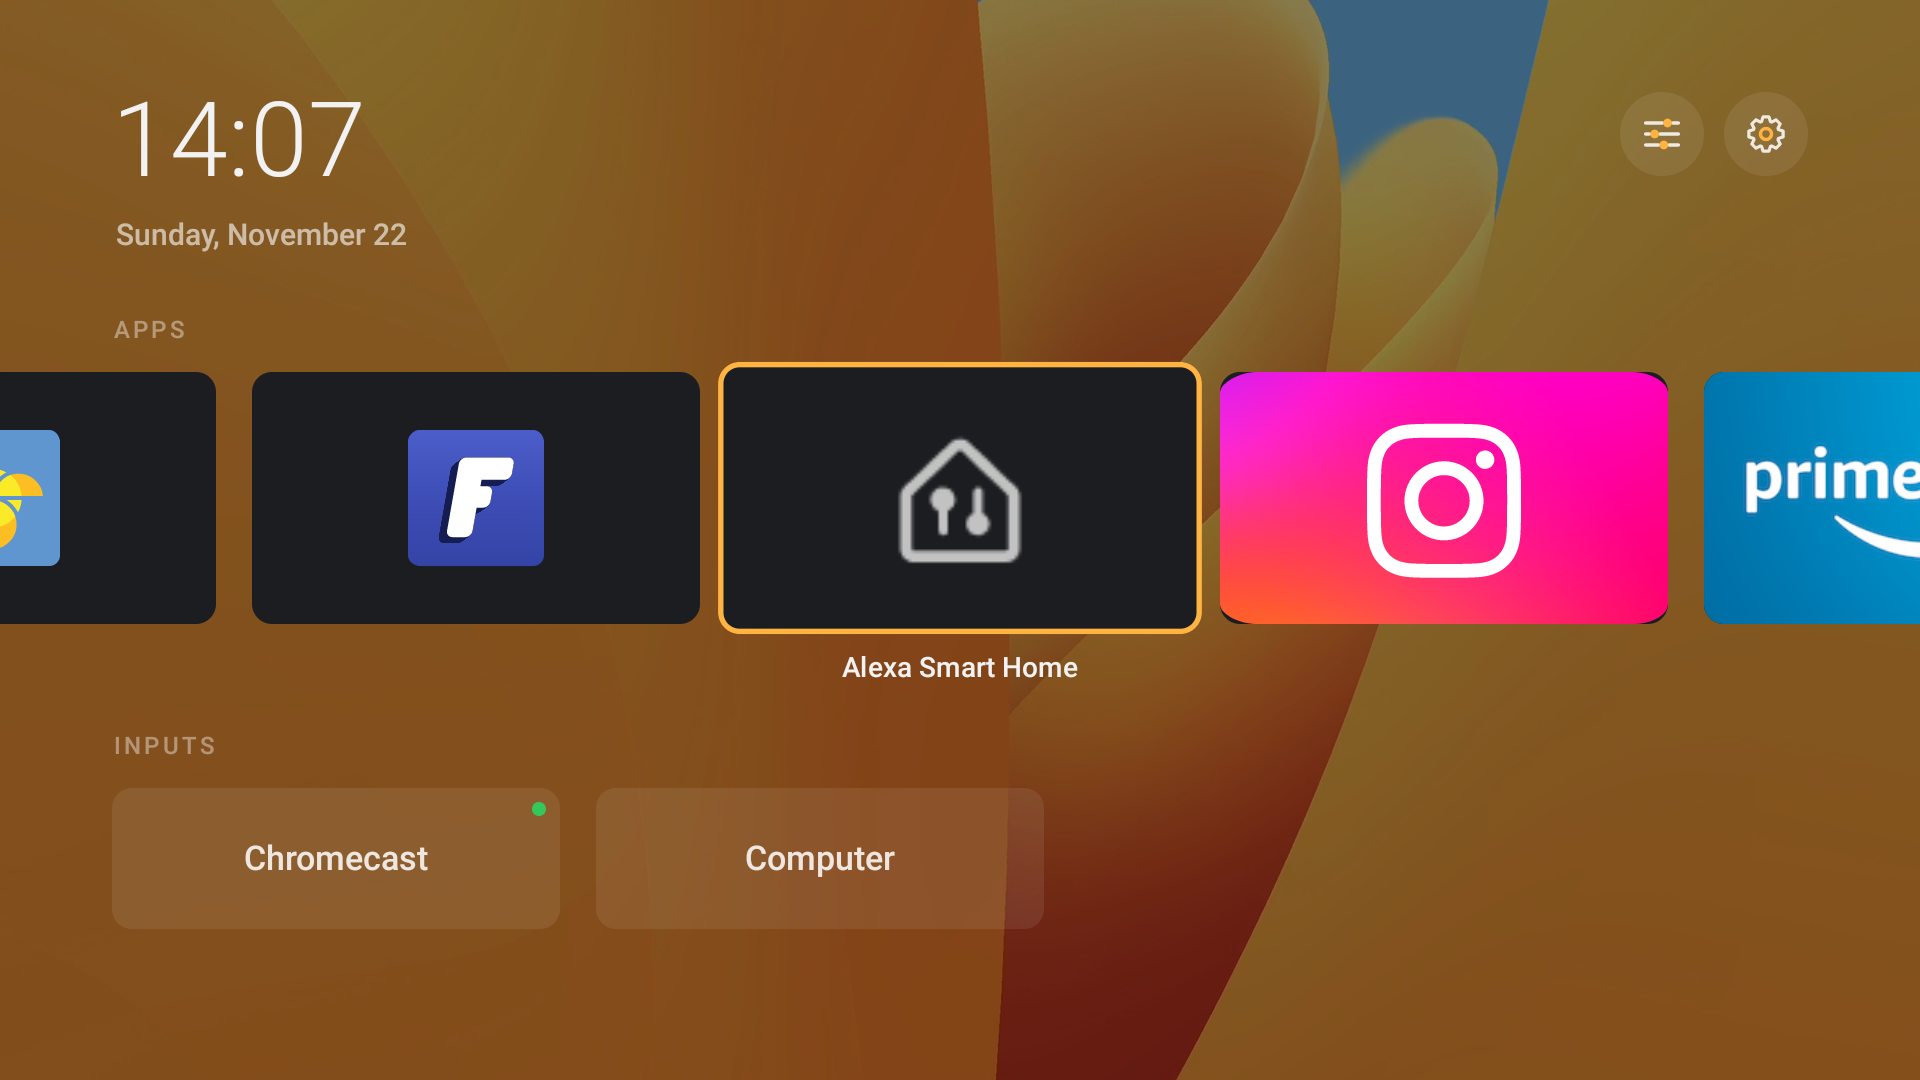 14:07
Sunday, November 22
APPS
F
prime
Alexa Smart Home
INPUTS
Chromecast
Computer